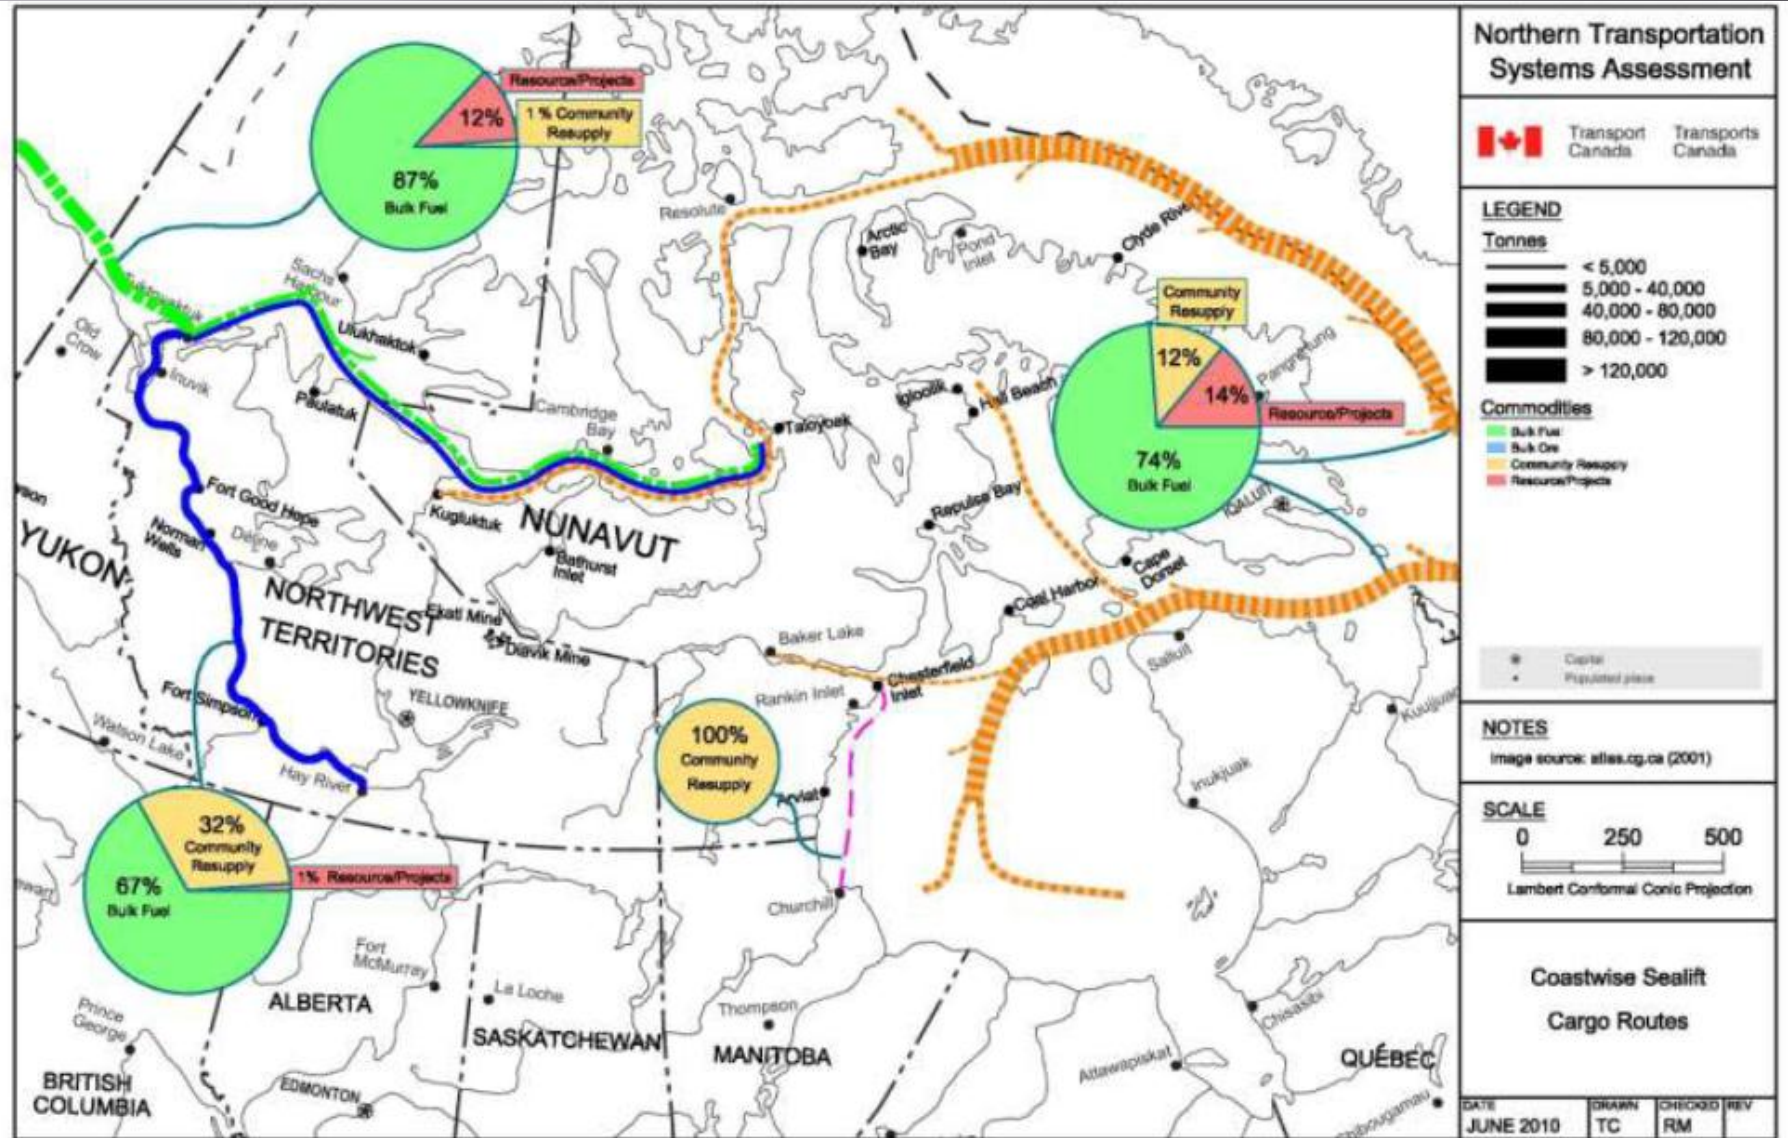 Resource/Projects
12%
1 % Community
Resupply
87%
Bulk Fuel
Resolute
Arctic
Bay
Pond
Inlet
Clyde River
Sachs
Harbour
Tuktoyaktuk
Old
Crow
Inuvik
Ulukhaktok
Paulatuk
Cambridge
Bay
Taloyoak
Igloolik
Hall Beach
Community
Resupply
12%
14%
Resource/Projects
74%
Bulk Fuel
Pangnirtung
IQALUIT
Fort Good Hope
Norman
Wells
Deline
YUKON
Kugluktuk
NUNAVUT
Bathurst
Inlet
Repulse Bay
Cape
Dorset
Coal Harbor
NORTHWEST
TERRITORIES
Ekati Mine
&
Diavik Mine
Baker Lake
Chesterfield
Inlet
Rankin Inlet
Salluit
Fort Simpson
YELLOWKNIFE
Watson Lake
Hay River
100%
Community
Resupply
Arviat
Inukjuak
32%
Community
Resupply
67%
Bulk Fuel
1% Resource/Projects
Churchill
Fort
McMurray
La Loche
Thompson
Prince
George
ALBERTA
SASKATCHEWAN
MANITOBA
Chisasibi
Attawapiskat
QUÉBEC
BRITISH
COLUMBIA
EDMONTON
Northern Transportation
Systems Assessment
Transport Transports
Canada Canada
LEGEND
Tonnes
< 5,000
5,000 - 40,000
40,000 - 80,000
80,000 - 120,000
> 120,000
Commodities
Bulk Fuel
Bulk Ore
Community Resupply
Resource/Projects
Capital
Populated place
NOTES
Image source: atlas.cg.ca (2001)
SCALE
0 250 500
Lambert Conformal Conic Projection
Coastwise Sealift
Cargo Routes
DATE DRAWN CHECKED REV
JUNE 2010 TC RM